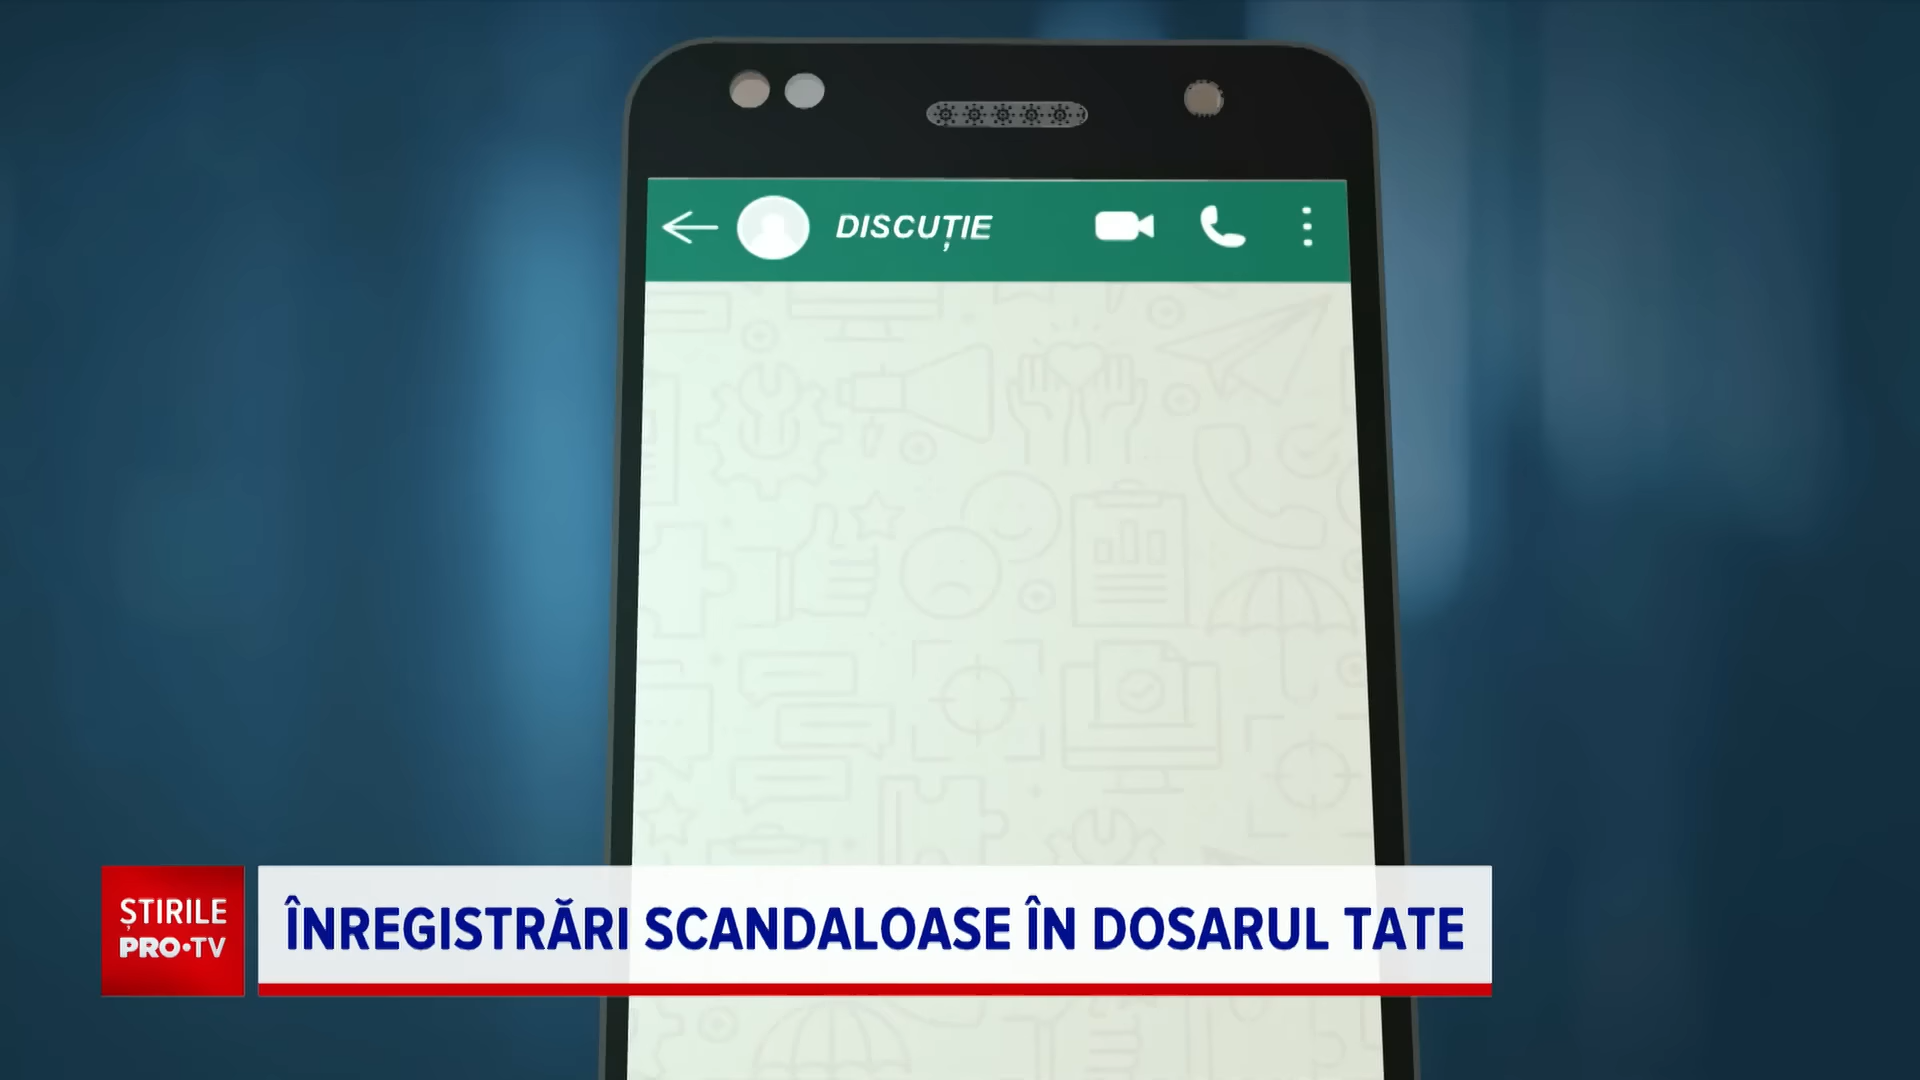 DISCUȚIE
ȘTIRILE
PRO•TV
ÎNREGISTRĂRI SCANDALOASE ÎN DOSARUL TATE